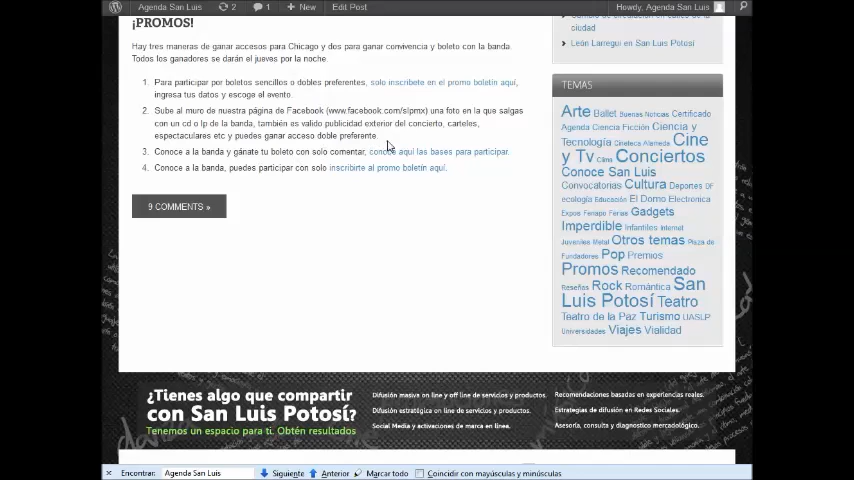 Agenda San Luis 2 1 New Edit Post Howdy, Agenda San Luis
¡PROMOS!
Hay tres maneras de ganar accesos para Chicago y dos para ganar convivencia y boleto con la banda.
Todos los ganadores se darán el jueves por la noche.
1. Para participar por boletos sencillos o dobles preferentes, solo inscribete en el promo boletín aquí,
ingresa tus datos y escoge el evento.
2. Sube al muro de nuestra página de Facebook (www.facebook.com/slpmx) una foto en la que salgas
con un cd o lp de la banda, también es valido publicidad exterior del concierto, carteles,
espectaculares etc y puedes ganar acceso doble preferente.
3. Conoce a la banda y gánate tu boleto con solo comentar, conoce aquí las bases para participar.
4. Conoce a la banda, puedes participar con solo inscribirte al promo boletín aquí.
9 COMMENTS »
ciudad
León Larregui en San Luis Potosí
TEMAS
Arte Ballet Buenas Noticias Certificado
Agenda Ciencia Ficción Ciencia y
Tecnología Cineteca Alameda Cine
y Tv Clima Conciertos
Conoce San Luis
Convocatorias Cultura Deportes DF
ecología Educación El Domo Electrónica
Expos Fenapo Ferias Gadgets
Imperdible Infantiles Internet
Juveniles Metal Otros temas Plaza de
Fundadores Pop Premios
Promos Recomendado
Reseñas Rock Romántica San
Luis Potosí Teatro
Teatro de la Paz Turismo UASLP
Universidades Viajes Vialidad
¿Tienes algo que compartir
con San Luis Potosí?
Tenemos un espacio para ti. Obtén resultados
Difusión masiva on line y off line de servicios y productos.
Difusión estratégica on line de servicios y productos.
Social Media y activaciones de marca en línea.
Recomendaciones basadas en experiencias reales.
Estrategias de difusión en Redes Sociales.
Asesoría, consulta y diagnostico mercadológico.
Encontrar: Agenda San Luis Siguiente Anterior Marcar todo Coincidir con mayúsculas y minúsculas